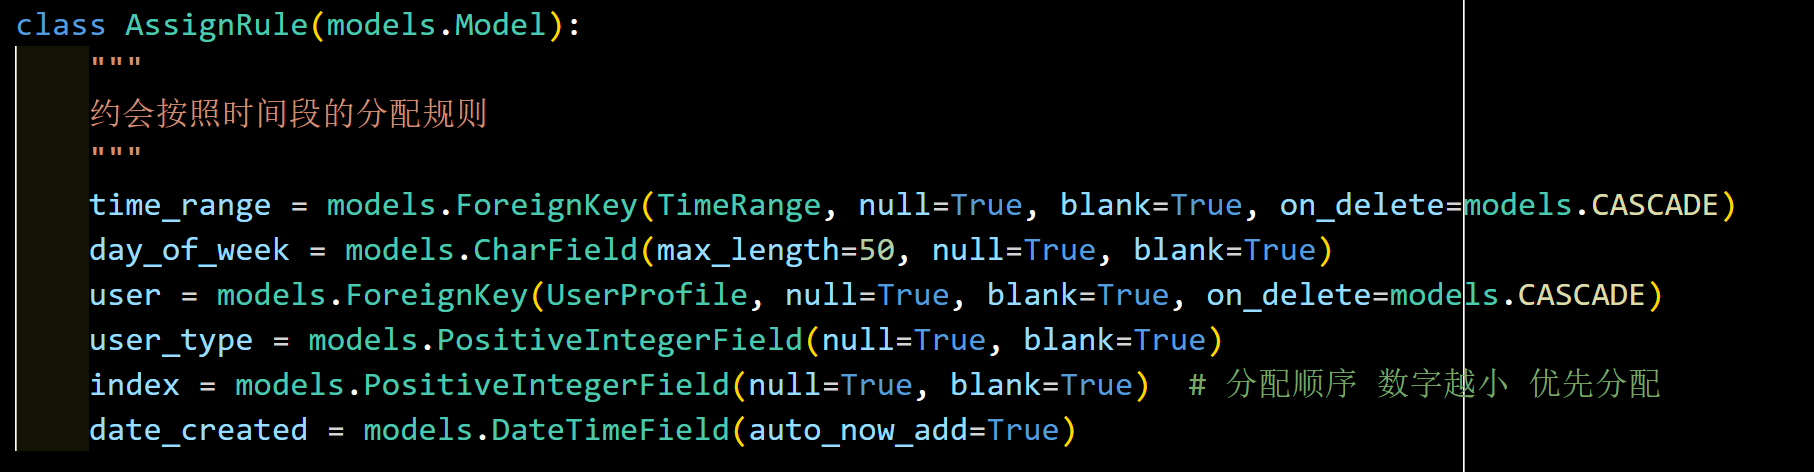 class AssignRule(models.Model):
"""
约会按照时间段的分配规则
"""
time_range = models.ForeignKey(TimeRange, null=True, blank=True, on_delete=models.CASCADE)
day_of_week = models.CharField(max_length=50, null=True, blank=True)
user = models.ForeignKey(UserProfile, null=True, blank=True, on_delete=models.CASCADE)
user_type = models.PositiveIntegerField(null=True, blank=True)
index = models.PositiveIntegerField(null=True, blank=True)  # 分配顺序 数字越小 优先分配
date_created = models.DateTimeField(auto_now_add=True)